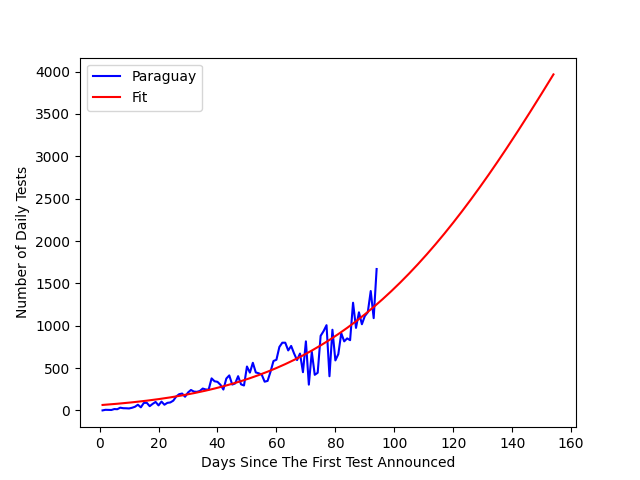 Paraguay
Fit
4000
3500
3000
2500
2000
1500
1000
500
0
Number of Daily Tests
0 20 40 60 80 100 120 140 160
Days Since The First Test Announced